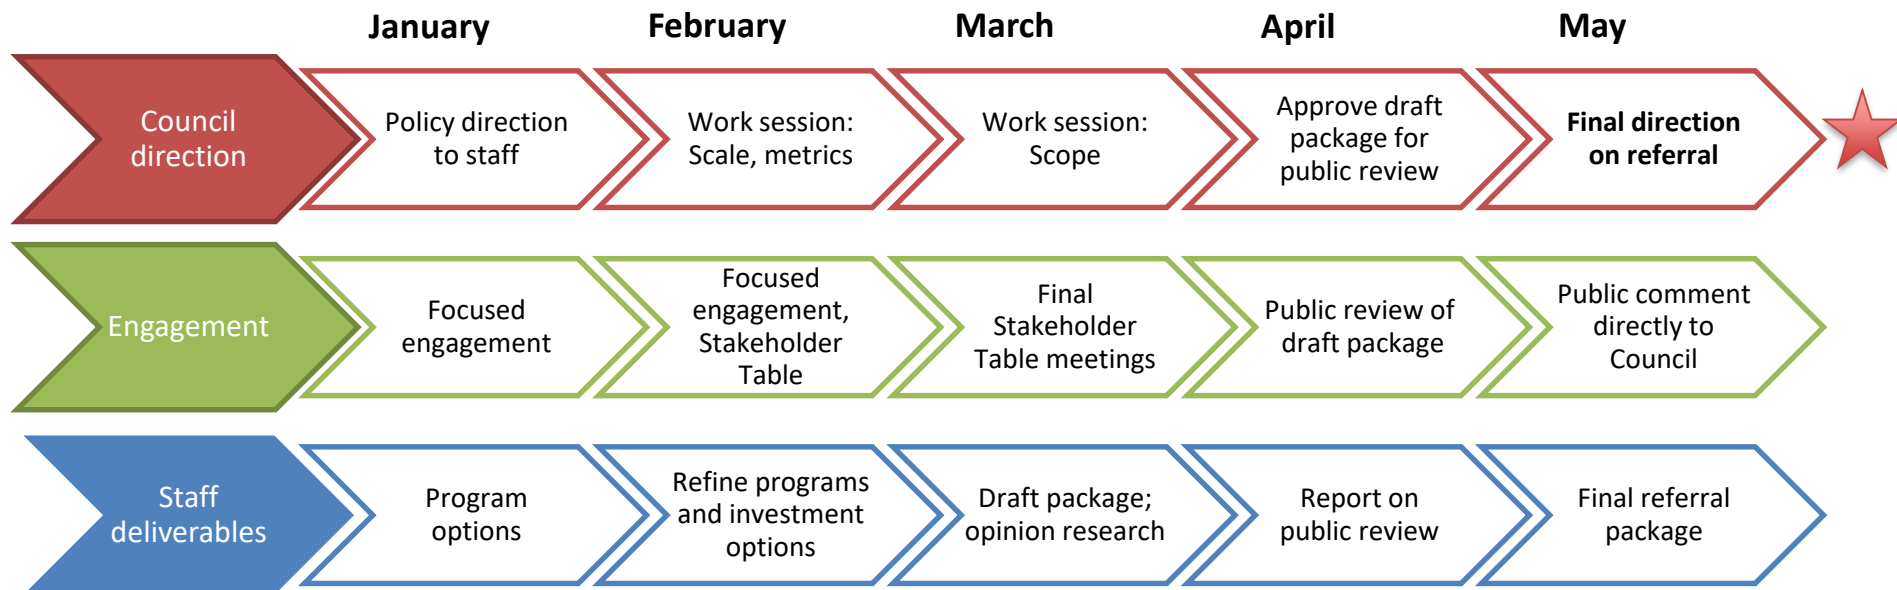 January
February
March
April
May
Council
direction
Policy direction
to staff
Work session:
Scale, metrics
Work session:
Scope
Approve draft
package for
public review
Final direction
on referral
Engagement
Focused
engagement
Focused
engagement,
Stakeholder
Table
Final
Stakeholder
Table meetings
Public review of
draft package
Public comment
directly to
Council
Staff
deliverables
Program
options
Refine programs
and investment
options
Draft package;
opinion research
Report on
public review
Final referral
package